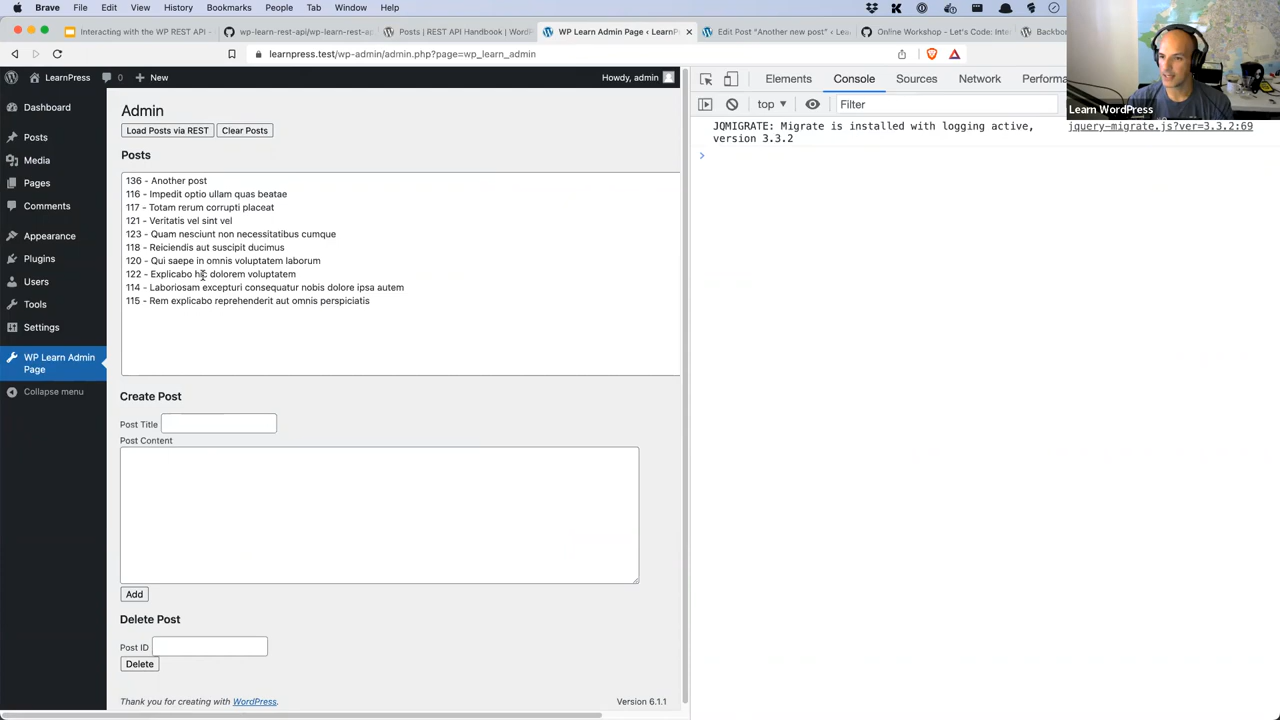 Brave File Edit View History Bookmarks People Tab Window Help
Interacting with the WP REST API -
wp-learn-rest-api/wp-learn-rest-
Posts | REST API Handbook | WordP
WP Learn Admin Page ‹ LearnPress
Edit Post "Another new post" ‹ Lea
Online Workshop - Let's Code: Inte
learnpress.test/wp-admin/admin.php?page=wp_learn_admin
LearnPress 0 + New Howdy, admin
Elements Console Sources Network Performa
top ▼ Filter
Learn WordPress
JQMIGRATE: Migrate is installed with logging active,
version 3.3.2
jquery-migrate.js?ver=3.3.2:69
Dashboard
Posts
Media
Pages
Comments
Appearance
Plugins
Users
Tools
Settings
WP Learn Admin
Page
Collapse menu
Admin
Load Posts via REST Clear Posts
Posts
136 - Another post
116 - Impedit optio ullam quas beatae
117 - Totam rerum corrupti placeat
121 - Veritatis vel sint vel
123 - Quam nesciunt non necessitatibus cumque
118 - Reiciendis aut suscipit ducimus
120 - Qui saepe in omnis voluptatem laborum
122 - Explicabo hic dolorem voluptatem
114 - Laboriosam excepturi consequatur nobis dolore ipsa autem
115 - Rem explicabo reprehenderit aut omnis perspiciatis
Create Post
Post Title
Post Content
Add
Delete Post
Post ID
Delete
Thank you for creating with WordPress.
Version 6.1.1